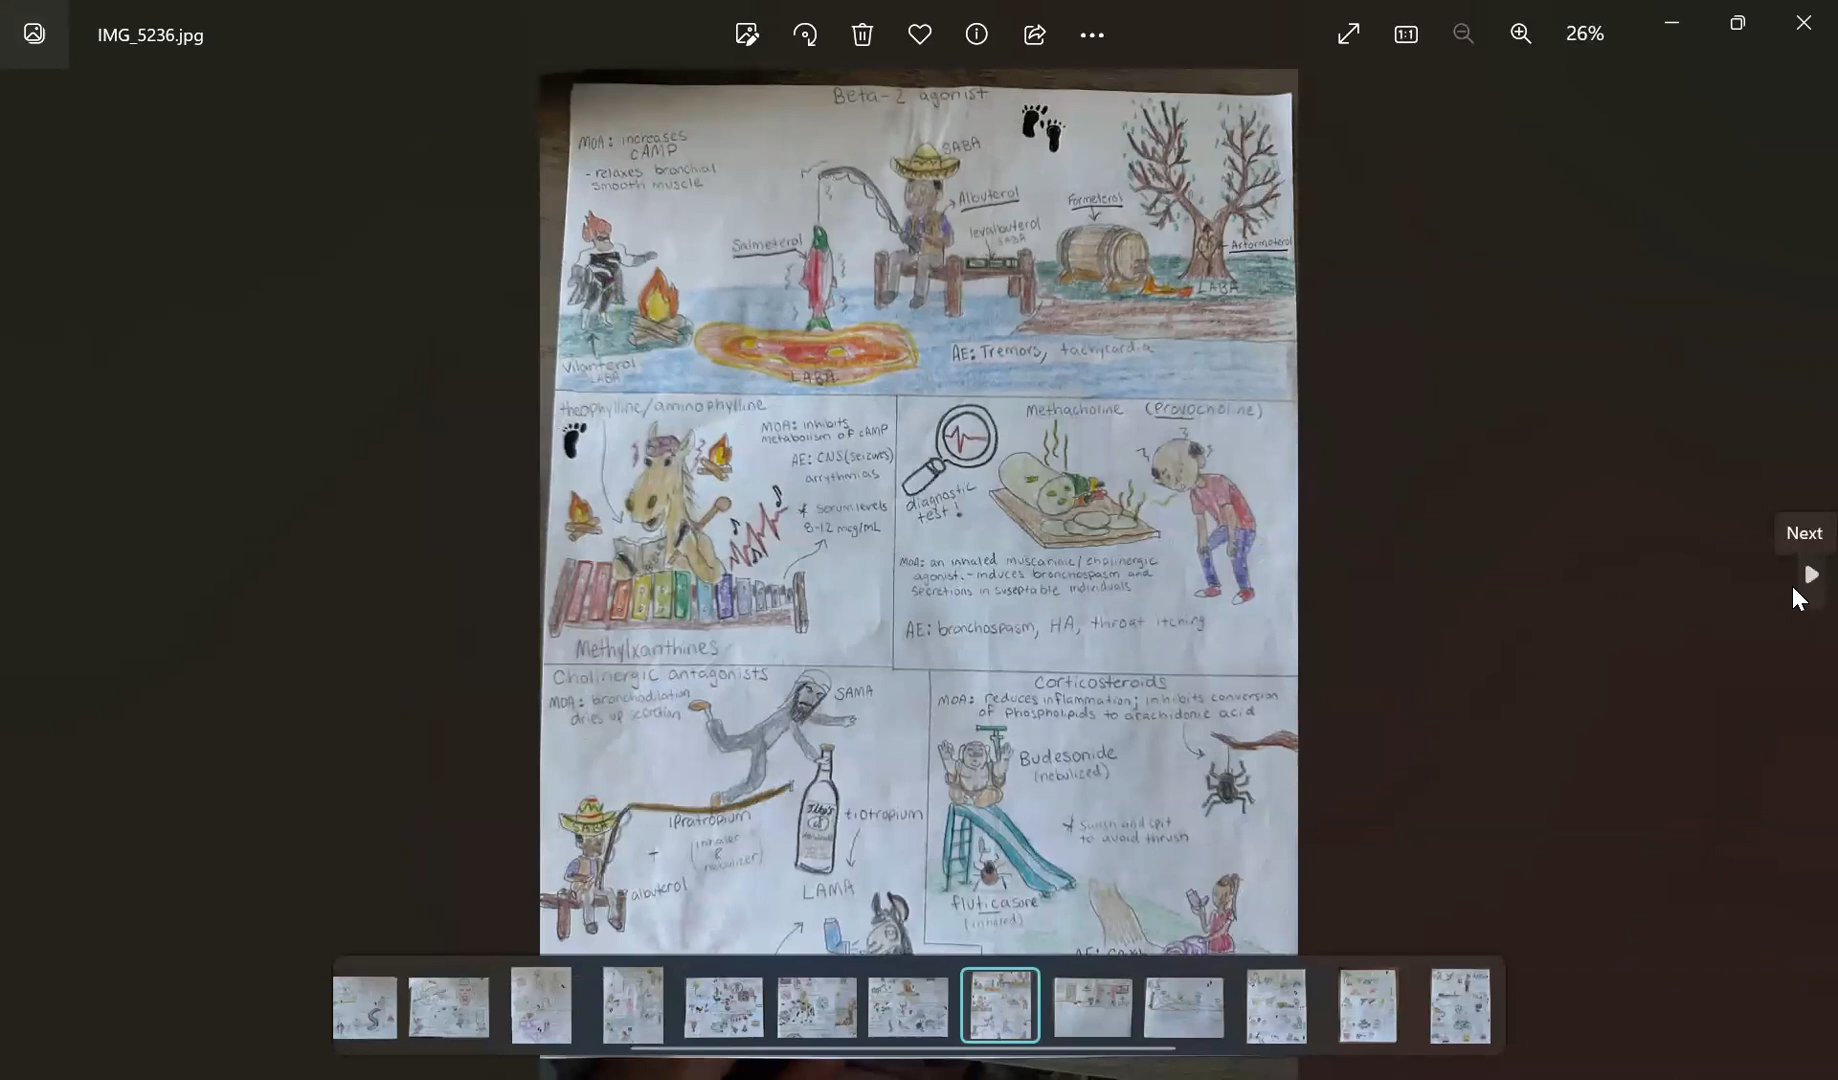 IMG_5236.jpg
26%
Next
Beta-2 agonist
MOA: increases
cAMP
- relaxes bronchial
smooth muscle
SABA
Albuterol
levalbuterol
SABA
Formeterol
Arformoterol
LABA
Salmeterol
Vilanterol
LABA
LABA
AE: Tremors, tachycardia
theophylline/aminophylline
MOA: inhibits
metabolism of cAMP
AE: CNS (seizures)
arrythmias
* serum levels
8-12 mcg/mL
Methylxanthines
Methacholine (Provocholine)
diagnostic
test!
MOA: an inhaled muscarinic/cholinergic
agonist. - induces bronchospasm and
secretions in suseptable individuals
AE: bronchospasm, HA, throat itching
Cholinergic antagonists
MOA: bronchodilation
dries up secretion
SAMA
SABA
ipratropium
(inhaler
&
nebulizer)
+
albuterol
tiotropium
LAMA
Corticosteroids
MOA: reduces inflammation; inhibits conversion
of phospholipids to arachidonic acid
Budesonide
(nebulized)
* Swish and spit
to avoid thrush
fluticasone
(inhaled)